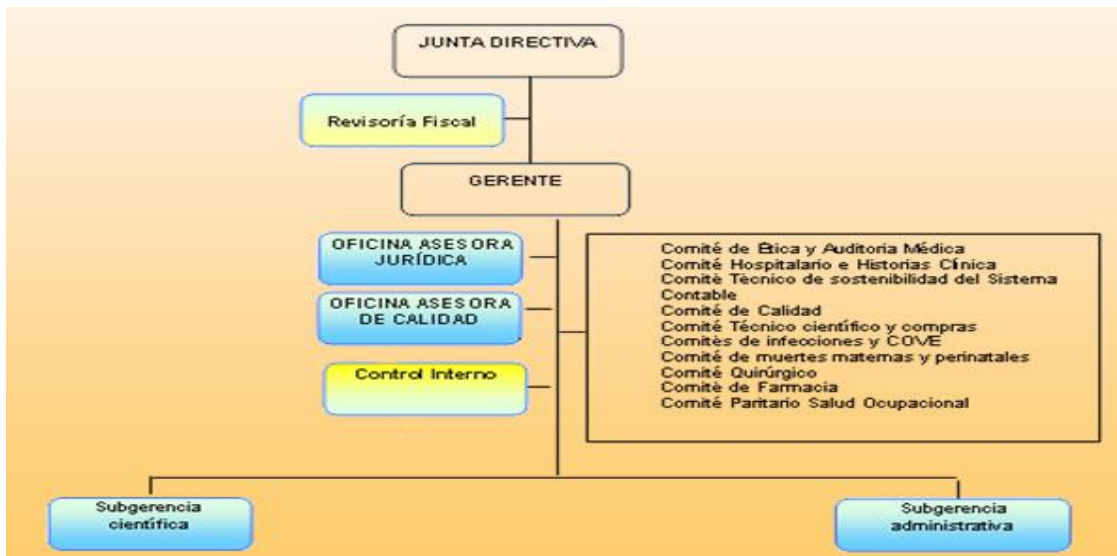 JUNTA DIRECTIVA
Revisoría Fiscal
GERENTE
OFICINA ASESORA
JURÍDICA
OFICINA ASESORA
DE CALIDAD
Control Interno
Comité de Ética y Auditoria Médica
Comité Hospitalario e Historias Clínica
Comité Técnico de sostenibilidad del Sistema
Contable
Comité de Calidad
Comité Técnico científico y compras
Comités de infecciones y COVE
Comité de muertes maternas y perinatales
Comité Quirúrgico
Comité de Farmacia
Comité Paritario Salud Ocupacional
Subgerencia
científica
Subgerencia
administrativa